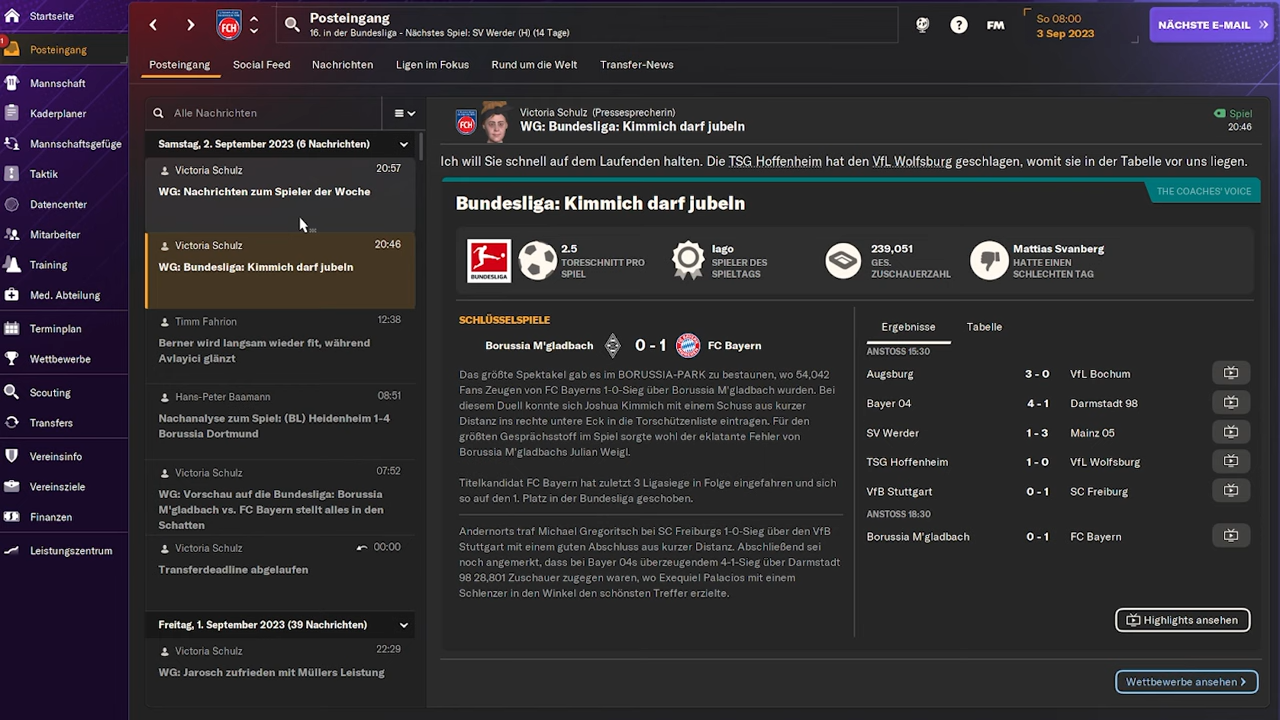 Startseite
Posteingang
Mannschaft
Kaderplaner
Mannschaftsgefüge
Taktik
Datencenter
Mitarbeiter
Training
Med. Abteilung
Terminplan
Wettbewerbe
Scouting
Transfers
Vereinsinfo
Vereinsziele
Finanzen
Leistungszentrum
1
FCH
Posteingang
16. in der Bundesliga - Nächstes Spiel: SV Werder (H) (14 Tage)
FM
So 08:00
3 Sep 2023
NÄCHSTE E-MAIL
Posteingang
Social Feed
Nachrichten
Ligen im Fokus
Rund um die Welt
Transfer-News
Alle Nachrichten
Samstag, 2. September 2023 (6 Nachrichten)
Victoria Schulz 20:57
WG: Nachrichten zum Spieler der Woche
Victoria Schulz 20:46
WG: Bundesliga: Kimmich darf jubeln
Timm Fahrion 12:38
Berner wird langsam wieder fit, während
Avlayici glänzt
Hans-Peter Baamann 08:51
Nachanalyse zum Spiel: (BL) Heidenheim 1-4
Borussia Dortmund
Victoria Schulz 07:52
WG: Vorschau auf die Bundesliga: Borussia
M'gladbach vs. FC Bayern stellt alles in den
Schatten
Victoria Schulz 00:00
Transferdeadline abgelaufen
Freitag, 1. September 2023 (39 Nachrichten)
Victoria Schulz 22:29
WG: Jarosch zufrieden mit Müllers Leistung
FCH
Victoria Schulz (Pressesprecherin)
WG: Bundesliga: Kimmich darf jubeln
Spiel
20:46
Ich will Sie schnell auf dem Laufenden halten. Die TSG Hoffenheim hat den VfL Wolfsburg geschlagen, womit sie in der Tabelle vor uns liegen.
THE COACHES' VOICE
Bundesliga: Kimmich darf jubeln
BUNDESLIGA
2.5
TORESCHNITT PRO
SPIEL
Iago
SPIELER DES
SPIELTAGS
239,051
GES.
ZUSCHAUERZAHL
Mattias Svanberg
HATTE EINEN
SCHLECHTEN TAG
SCHLÜSSELSPIELE
Borussia M'gladbach 0 - 1 FC Bayern
Das größte Spektakel gab es im BORUSSIA-PARK zu bestaunen, wo 54,042
Fans Zeugen von FC Bayerns 1-0-Sieg über Borussia M'gladbach wurden. Bei
diesem Duell konnte sich Joshua Kimmich mit einem Schuss aus kurzer
Distanz ins rechte untere Eck in die Torschützenliste eintragen. Für den
größten Gesprächsstoff im Spiel sorgte wohl der eklatante Fehler von
Borussia M'gladbachs Julian Weigl.
Titelkandidat FC Bayern hat zuletzt 3 Ligasiege in Folge eingefahren und sich
so auf den 1. Platz in der Bundesliga geschoben.
Andernorts traf Michael Gregoritsch bei SC Freiburgs 1-0-Sieg über den VfB
Stuttgart mit einem guten Abschluss aus kurzer Distanz. Abschließend sei
noch angemerkt, dass bei Bayer 04s überzeugendem 4-1-Sieg über Darmstadt
98 28,801 Zuschauer zugegen waren, wo Exequiel Palacios mit einem
Schlenzer in den Winkel den schönsten Treffer erzielte.
Ergebnisse
Tabelle
ANSTOSS 15:30
Augsburg 3 - 0 VfL Bochum
Bayer 04 4 - 1 Darmstadt 98
SV Werder 1 - 3 Mainz 05
TSG Hoffenheim 1 - 0 VfL Wolfsburg
VfB Stuttgart 0 - 1 SC Freiburg
ANSTOSS 18:30
Borussia M'gladbach 0 - 1 FC Bayern
Highlights ansehen
Wettbewerbe ansehen